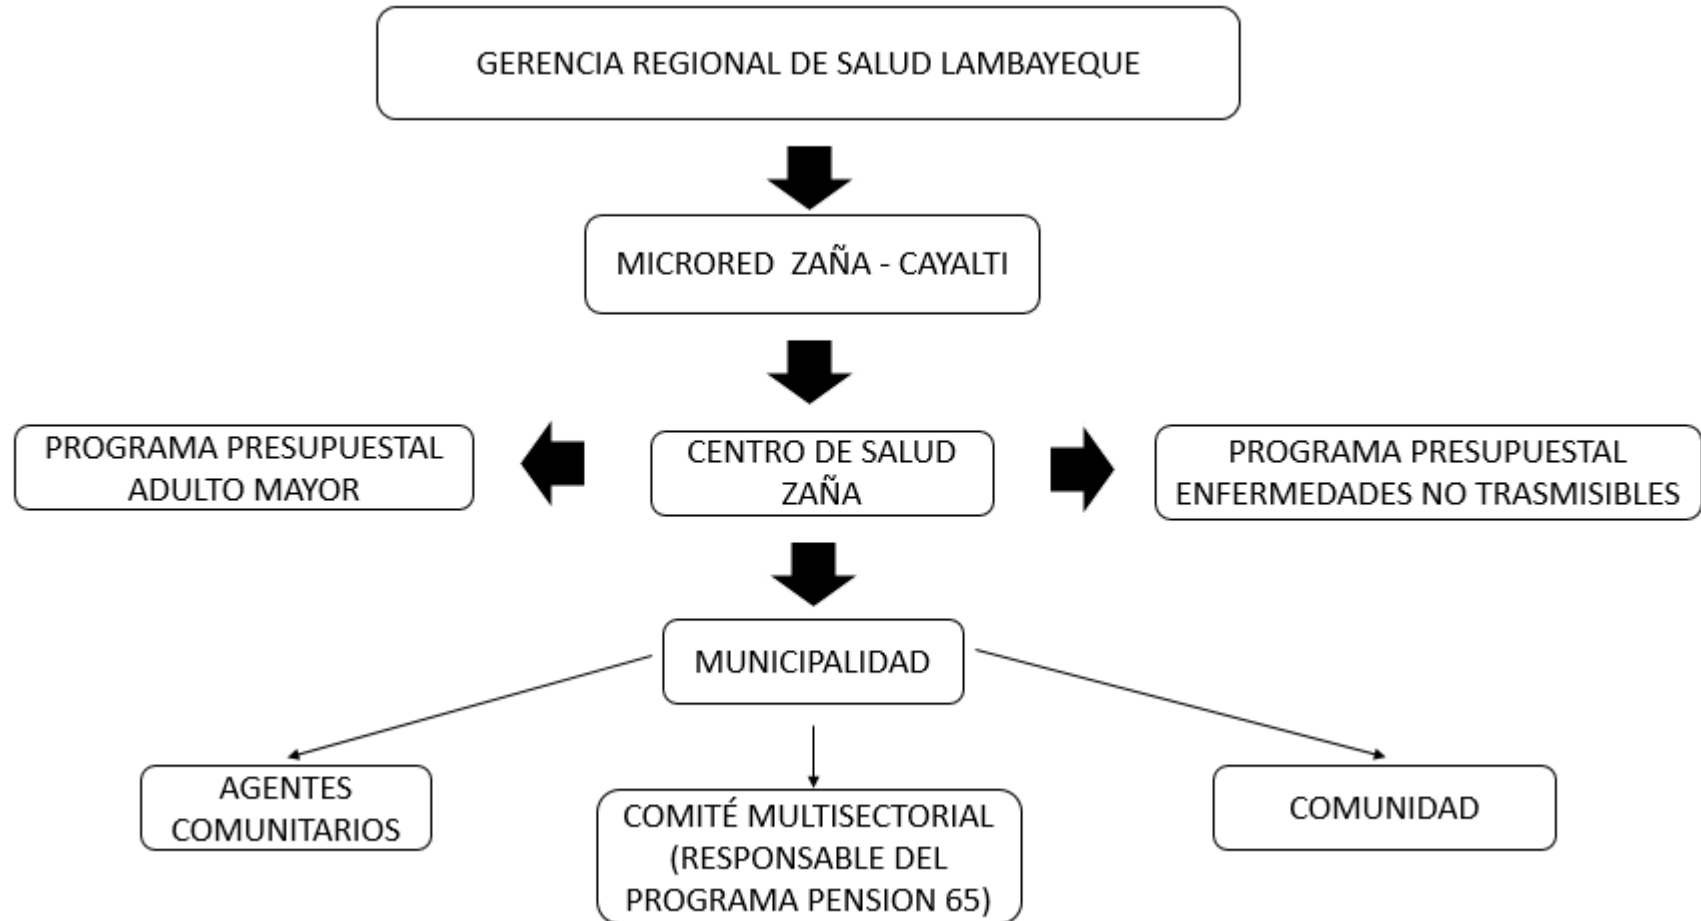 GERENCIA REGIONAL DE SALUD LAMBAYEQUE
MICRORED ZAÑA - CAYALTI
PROGRAMA PRESUPUESTAL
ADULTO MAYOR
CENTRO DE SALUD
ZAÑA
PROGRAMA PRESUPUESTAL
ENFERMEDADES NO TRASMISIBLES
MUNICIPALIDAD
AGENTES
COMUNITARIOS
COMITÉ MULTISECTORIAL
(RESPONSABLE DEL
PROGRAMA PENSION 65)
COMUNIDAD